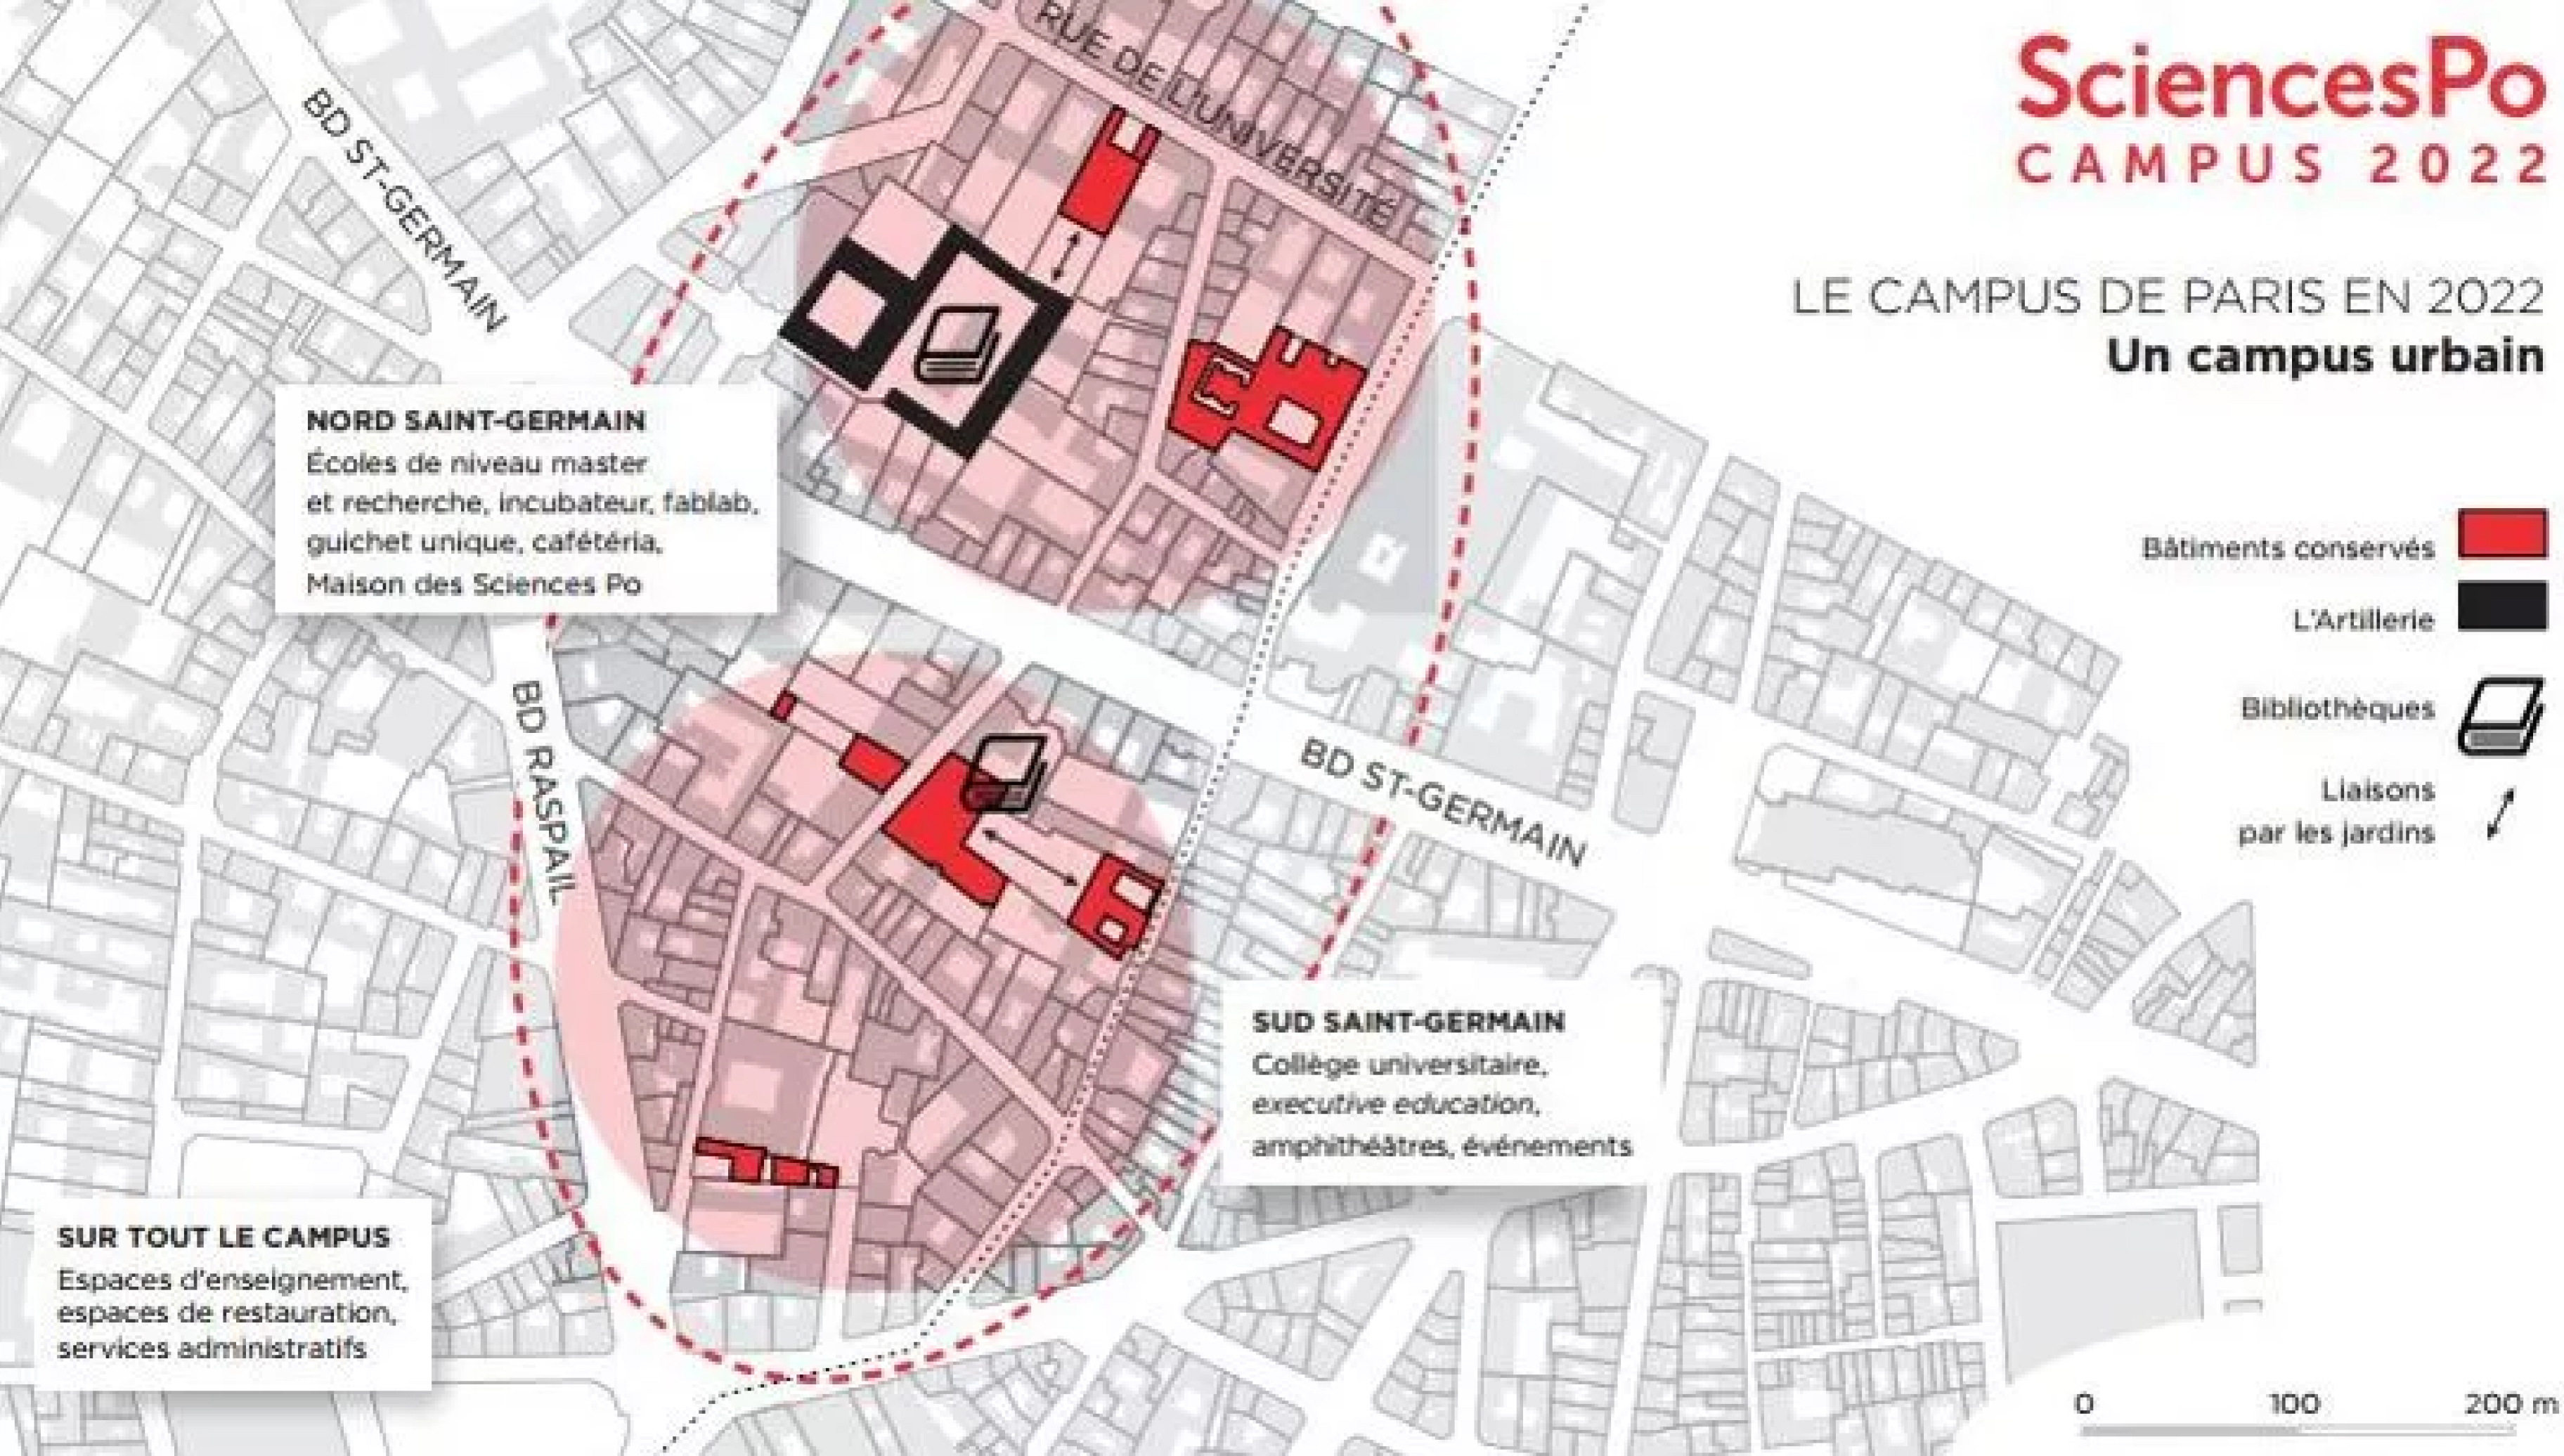 SciencesPo
CAMPUS 2022
LE CAMPUS DE PARIS EN 2022
Un campus urbain
Bâtiments conservés
L'Artillerie
Bibliothèques
Liaisons
par les jardins
RUE DE L'UNIVERSITÉ
BD ST-GERMAIN
NORD SAINT-GERMAIN
Écoles de niveau master
et recherche, incubateur, fablab,
guichet unique, cafétéria,
Maison des Sciences Po
BD RASPAIL
BD ST-GERMAIN
SUD SAINT-GERMAIN
Collège universitaire,
executive education,
amphithéâtres, événements
SUR TOUT LE CAMPUS
Espaces d'enseignement,
espaces de restauration,
services administratifs
0 100 200 m